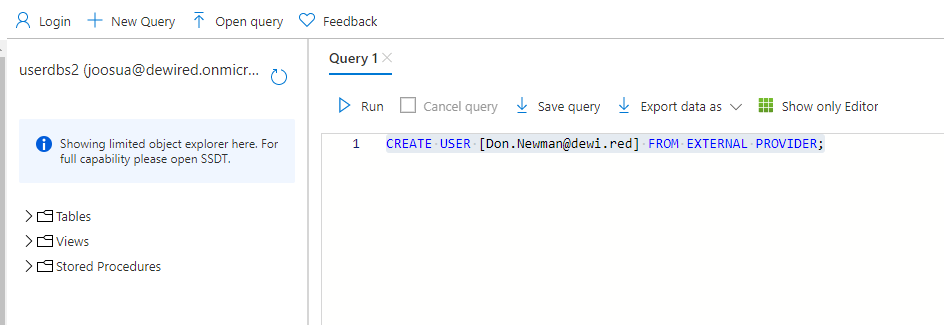 Login New Query Open query Feedback
userdbs2 (joosua@dewired.onmicr...
Showing limited object explorer here. For
full capability please open SSDT.
Tables
Views
Stored Procedures
Query 1
Run Cancel query Save query Export data as Show only Editor
1 CREATE USER [Don.Newman@dewi.red] FROM EXTERNAL PROVIDER;